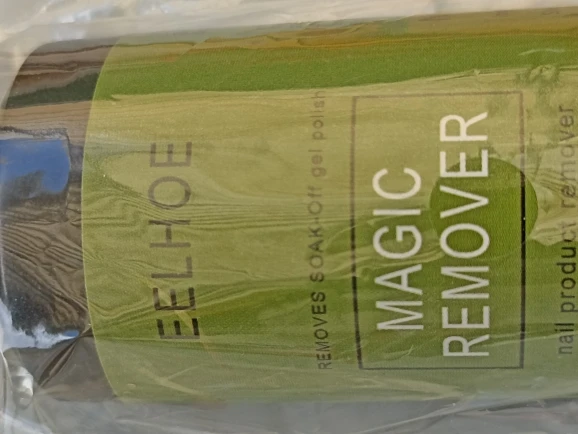 EELHOE
REMOVES SOAK-Off gel polish
MAGIC
REMOVER
nail product remover